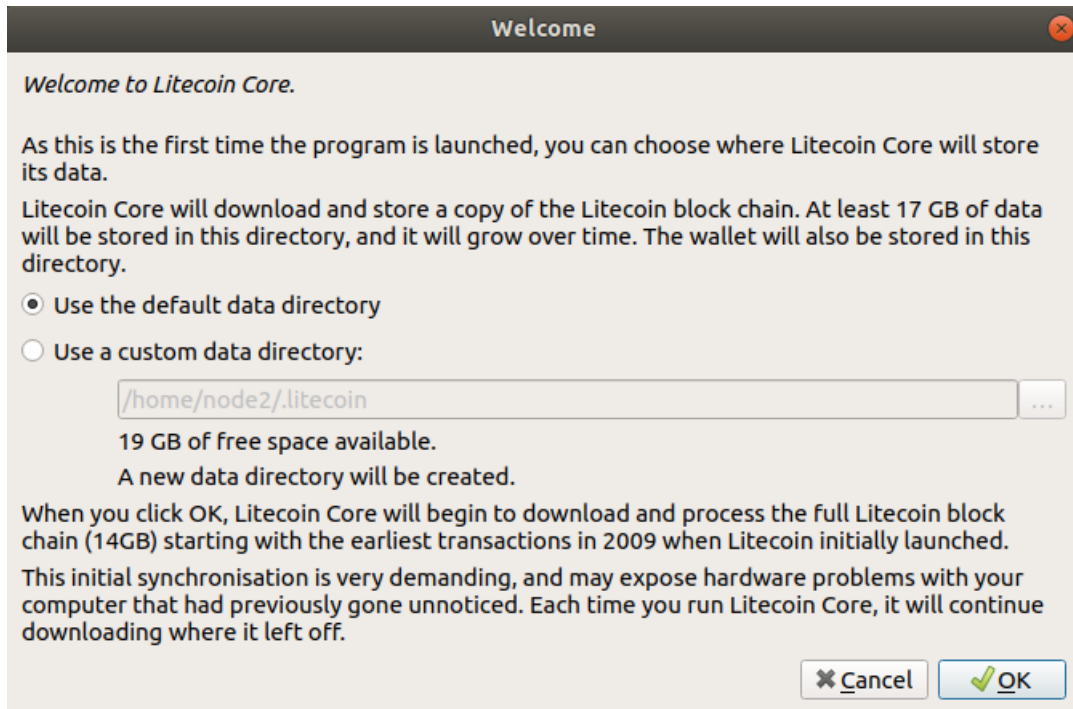 Welcome
Welcome to Litecoin Core.
As this is the first time the program is launched, you can choose where Litecoin Core will store
its data.
Litecoin Core will download and store a copy of the Litecoin block chain. At least 17 GB of data
will be stored in this directory, and it will grow over time. The wallet will also be stored in this
directory.
Use the default data directory
Use a custom data directory:
/home/node2/.litecoin
...
19 GB of free space available.
A new data directory will be created.
When you click OK, Litecoin Core will begin to download and process the full Litecoin block
chain (14GB) starting with the earliest transactions in 2009 when Litecoin initially launched.
This initial synchronisation is very demanding, and may expose hardware problems with your
computer that had previously gone unnoticed. Each time you run Litecoin Core, it will continue
downloading where it left off.
Cancel
OK